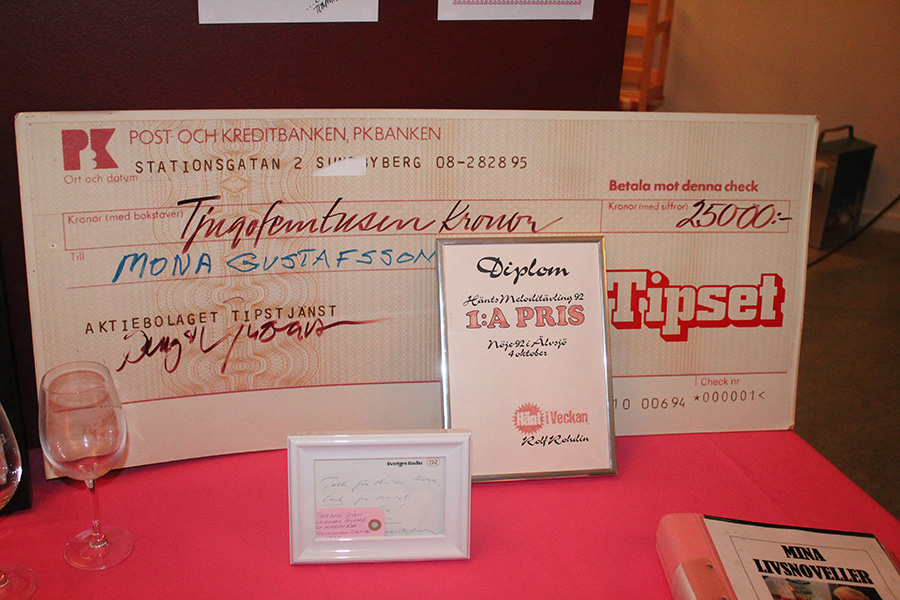 PK
POST- OCH KREDITBANKEN, PKBANKEN
STATIONSGATAN 2 SUNDBYBERG 08-282895
Ort och datum
Betala mot denna check
Kronor (med bokstäver)
Tjugofemtusen Kronor
Kronor (med siffror)
25000:-
Till
MONA GUSTAFSSON
Tipset
AKTIEBOLAGET TIPSTJÄNST
Check nr
10 00694 *000001<
Diplom
Hänts Meloditävling 92
1:A PRIS
Nöje-92 i Älvsjö
4 oktober
Hänt i Veckan
Rolf Rohdin
Sveriges Radio
MINA
LIVSNOVELLER